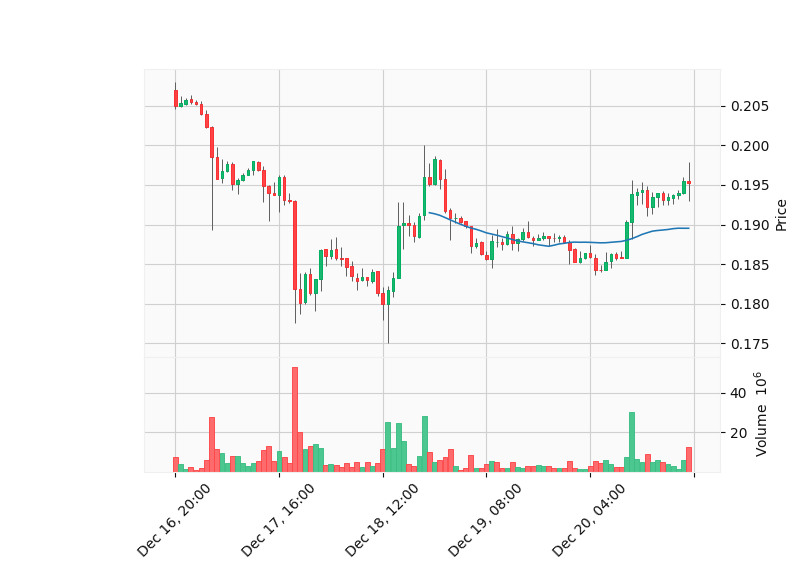 0.205
0.200
0.195
0.190
0.185
0.180
0.175
Price
40
20
Volume 10⁶
Dec 16, 20:00
Dec 17, 16:00
Dec 18, 12:00
Dec 19, 08:00
Dec 20, 04:00